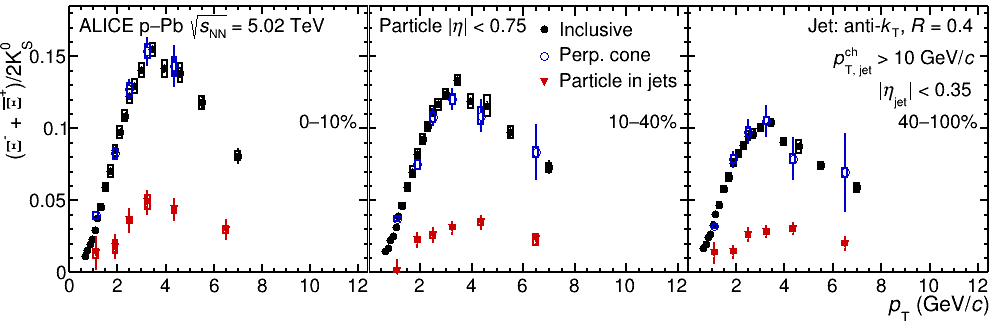 ALICE p–Pb √s_NN = 5.02 TeV
Particle |η| < 0.75
Inclusive
Perp. cone
Particle in jets
Jet: anti-k_T, R = 0.4
p_T, jet^ch > 10 GeV/c
|η_jet| < 0.35
0–10%
10–40%
40–100%
(Ξ⁻ + Ξ̅⁺)/2K⁰_S
0.15
0.1
0.05
0
0 2 4 6 8 10 12
2 4 6 8 10 12
2 4 6 8 10 12
p_T (GeV/c)